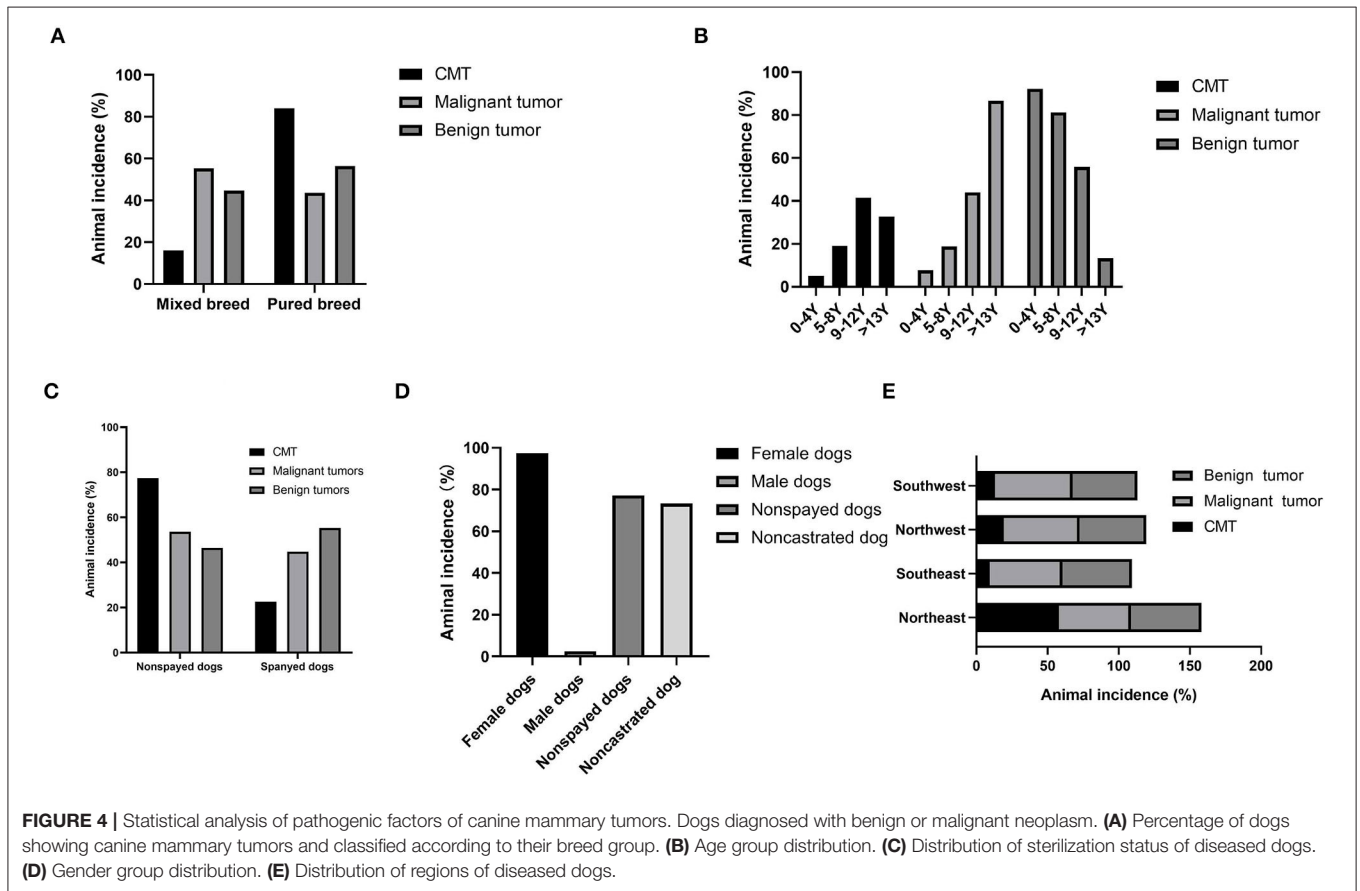 A
Animal incidence (%)
100
80
60
40
20
0
Mixed breed
Pured breed
CMT
Malignant tumor
Benign tumor
B
Animal incidence (%)
100
80
60
40
20
0
0-4Y
5-8Y
9-12Y
>13Y
0-4Y
5-8Y
9-12Y
>13Y
0-4Y
5-8Y
9-12Y
>13Y
CMT
Malignant tumor
Benign tumor
C
Animal incidence (%)
100
80
60
40
20
0
Nonspayed dogs
Spanyed dogs
CMT
Malignant tumors
Benign tumors
D
Aminal incidence (%)
100
80
60
40
20
0
Female dogs
Male dogs
Nonspayed dogs
Noncastrated dog
Female dogs
Male dogs
Nonspayed dogs
Noncastrated dog
E
Southwest
Northwest
Southeast
Northeast
0
50
100
150
200
Animal incidence (%)
Benign tumor
Malignant tumor
CMT
FIGURE 4 | Statistical analysis of pathogenic factors of canine mammary tumors. Dogs diagnosed with benign or malignant neoplasm. (A) Percentage of dogs
showing canine mammary tumors and classified according to their breed group. (B) Age group distribution. (C) Distribution of sterilization status of diseased dogs.
(D) Gender group distribution. (E) Distribution of regions of diseased dogs.